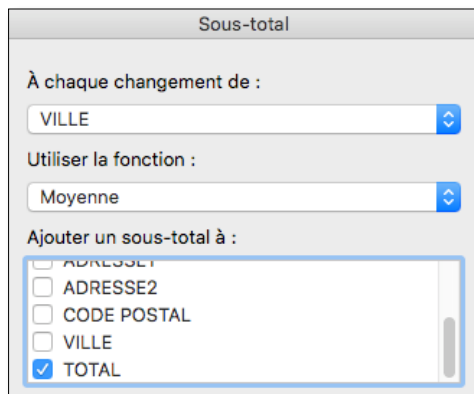 Sous-total
À chaque changement de :
VILLE
Utiliser la fonction :
Moyenne
Ajouter un sous-total à :
ADRESSE1
ADRESSE2
CODE POSTAL
VILLE
TOTAL